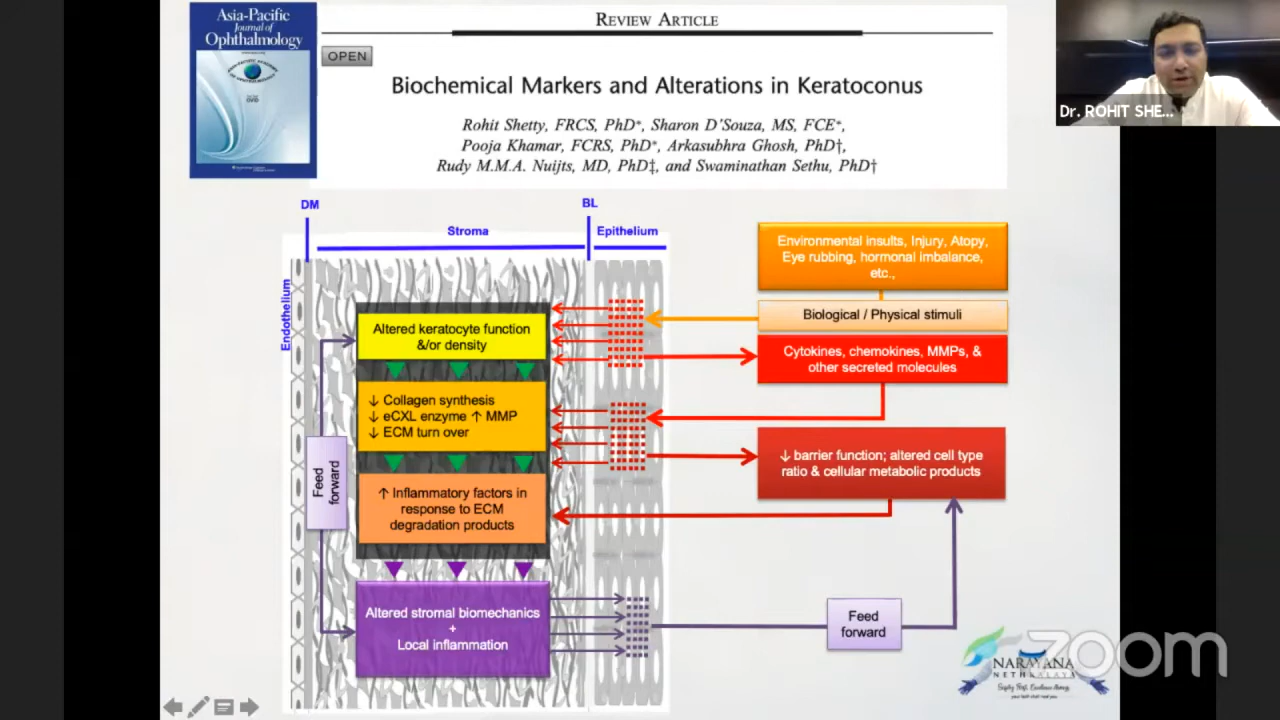 Asia-Pacific
Journal of
Ophthalmology
REVIEW ARTICLE
OPEN
Biochemical Markers and Alterations in Keratoconus
Rohit Shetty, FRCS, PhD*, Sharon D'Souza, MS, FCE*,
Pooja Khamar, FCRS, PhD*, Arkasubhra Ghosh, PhD†,
Rudy M.M.A. Nuijts, MD, PhD‡, and Swaminathan Sethu, PhD†
Dr. ROHIT SHE...
DM
BL
Stroma
Epithelium
Endothelium
Environmental insults, Injury, Atopy,
Eye rubbing, hormonal imbalance,
etc.,
Biological / Physical stimuli
Cytokines, chemokines, MMPs, &
other secreted molecules
Altered keratocyte function
&/or density
↓ Collagen synthesis
↓ eCXL enzyme ↑ MMP
↓ ECM turn over
↓ barrier function; altered cell type
ratio & cellular metabolic products
Feed
forward
↑ Inflammatory factors in
response to ECM
degradation products
Altered stromal biomechanics
+
Local inflammation
Feed
forward
NARAYANA
NETHRALAYA
zoom